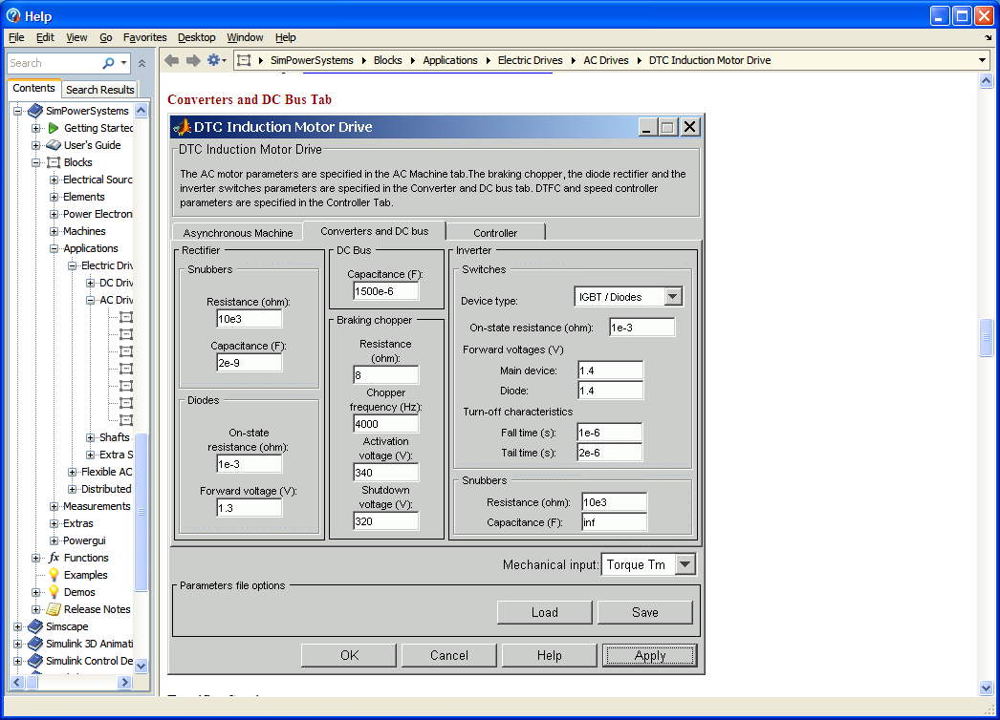 Help
File Edit View Go Favorites Desktop Window Help
Search
SimPowerSystems Blocks Applications Electric Drives AC Drives DTC Induction Motor Drive
Contents Search Results
SimPowerSystems
Getting Started
User's Guide
Blocks
Electrical Sourc
Elements
Power Electroni
Machines
Applications
Electric Driv
DC Driv
AC Driv
Shafts
Extra S
Flexible AC
Distributed
Measurements
Extras
Powergui
fx Functions
Examples
Demos
Release Notes
Simscape
Simulink 3D Animati
Simulink Control De
Converters and DC Bus Tab
DTC Induction Motor Drive
DTC Induction Motor Drive
The AC motor parameters are specified in the AC Machine tab.The braking chopper, the diode rectifier and the
inverter switches parameters are specified in the Converter and DC bus tab. DTFC and speed controller
parameters are specified in the Controller Tab.
Asynchronous Machine Converters and DC bus Controller
Rectifier
Snubbers
Resistance (ohm):
10e3
Capacitance (F):
2e-9
Diodes
On-state
resistance (ohm):
1e-3
Forward voltage (V):
1.3
DC Bus
Capacitance (F):
1500e-6
Braking chopper
Resistance
(ohm):
8
Chopper
frequency (Hz):
4000
Activation
voltage (V):
340
Shutdown
voltage (V):
320
Inverter
Switches
Device type: IGBT / Diodes
On-state resistance (ohm): 1e-3
Forward voltages (V)
Main device: 1.4
Diode: 1.4
Turn-off characteristics
Fall time (s): 1e-6
Tail time (s): 2e-6
Snubbers
Resistance (ohm): 10e3
Capacitance (F): inf
Mechanical input: Torque Tm
Parameters file options
Load Save
OK Cancel Help Apply